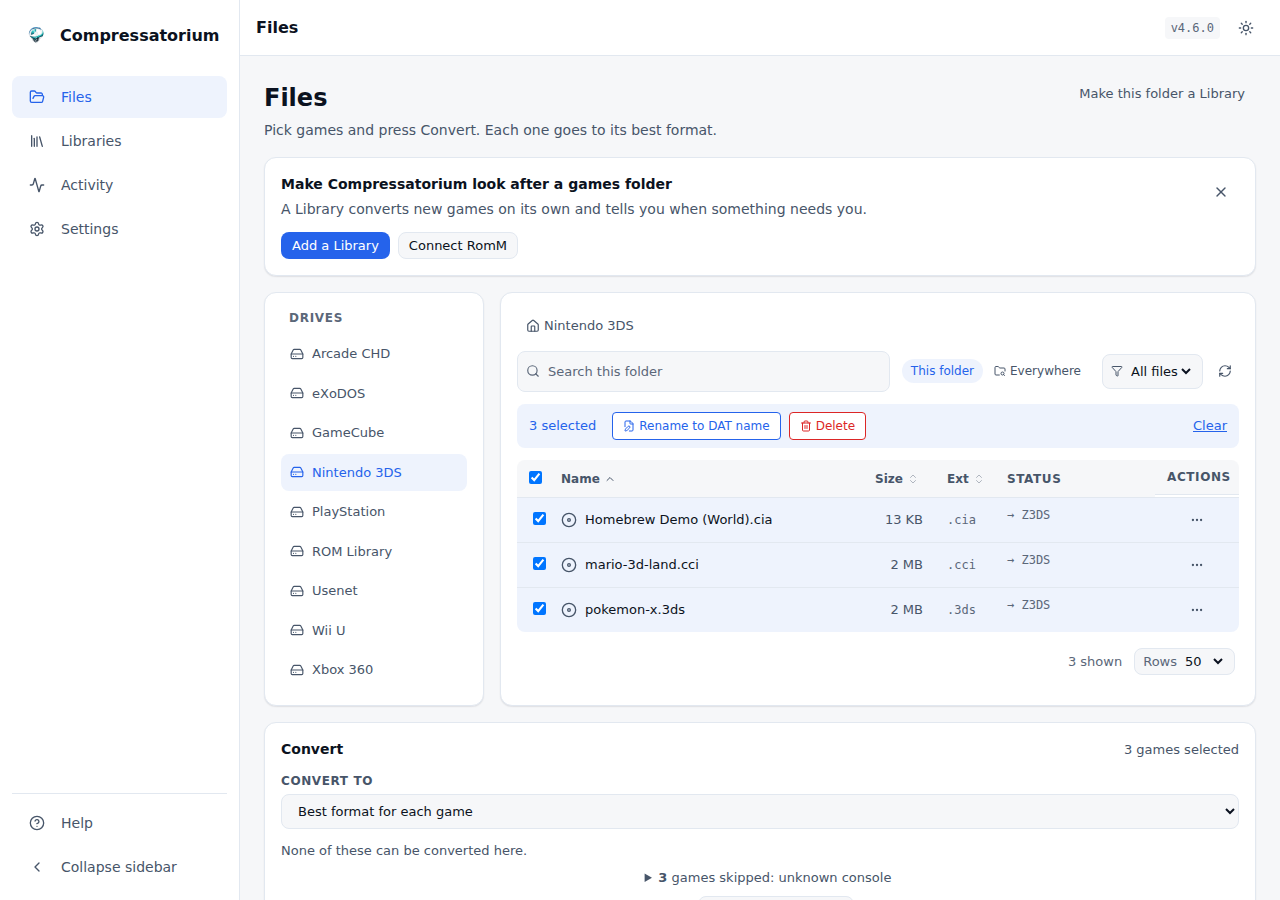 Compressatorium
Files
Libraries
Activity
Settings
Help
Collapse sidebar
Files
v4.6.0
Files
Make this folder a Library
Pick games and press Convert. Each one goes to its best format.
Make Compressatorium look after a games folder
A Library converts new games on its own and tells you when something needs you.
Add a Library
Connect RomM
DRIVES
Arcade CHD
eXoDOS
GameCube
Nintendo 3DS
PlayStation
ROM Library
Usenet
Wii U
Xbox 360
Nintendo 3DS
Search this folder
This folder
Everywhere
All files
3 selected
Rename to DAT name
Delete
Clear
Name Size Ext STATUS ACTIONS
Homebrew Demo (World).cia 13 KB .cia → Z3DS ···
mario-3d-land.cci 2 MB .cci → Z3DS ···
pokemon-x.3ds 2 MB .3ds → Z3DS ···
3 shown
Rows 50
Convert
3 games selected
CONVERT TO
Best format for each game
None of these can be converted here.
▶ 3 games skipped: unknown console